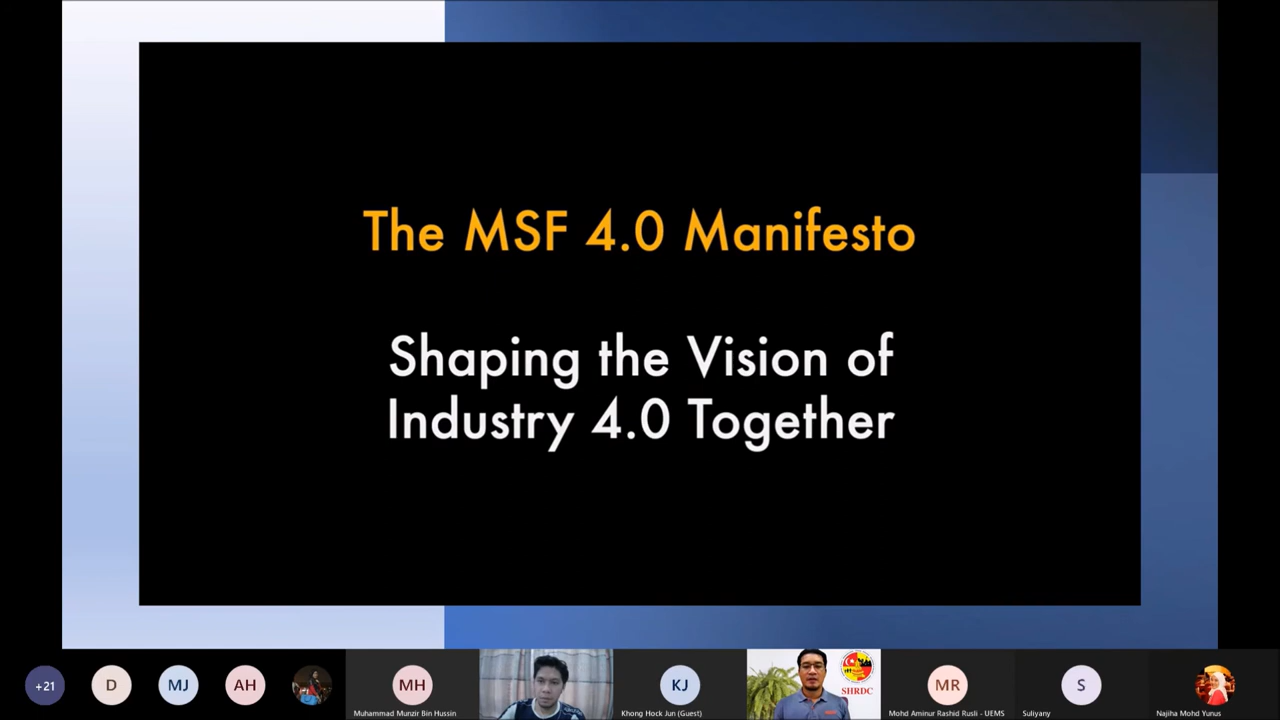 The MSF 4.0 Manifesto
Shaping the Vision of
Industry 4.0 Together
+21
D
MJ
AH
MH
Muhammad Munzir Bin Hussin
KJ
Khong Hock Jun (Guest)
SHRDC
MR
Mohd Aminur Rashid Rusli - UEMS
S
Suliyany
Najiha Mohd Yunus